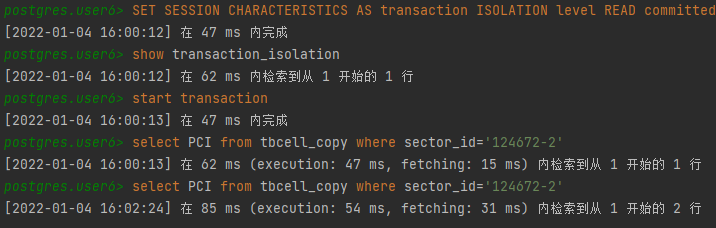 postgres.user6> SET SESSION CHARACTERISTICS AS transaction ISOLATION level READ committed
[2022-01-04 16:00:12] 在 47 ms 内完成
postgres.user6> show transaction_isolation
[2022-01-04 16:00:12] 在 62 ms 内检索到从 1 开始的 1 行
postgres.user6> start transaction
[2022-01-04 16:00:13] 在 47 ms 内完成
postgres.user6> select PCI from tbcell_copy where sector_id='124672-2'
[2022-01-04 16:00:13] 在 62 ms (execution: 47 ms, fetching: 15 ms) 内检索到从 1 开始的 1 行
postgres.user6> select PCI from tbcell_copy where sector_id='124672-2'
[2022-01-04 16:02:24] 在 85 ms (execution: 54 ms, fetching: 31 ms) 内检索到从 1 开始的 2 行